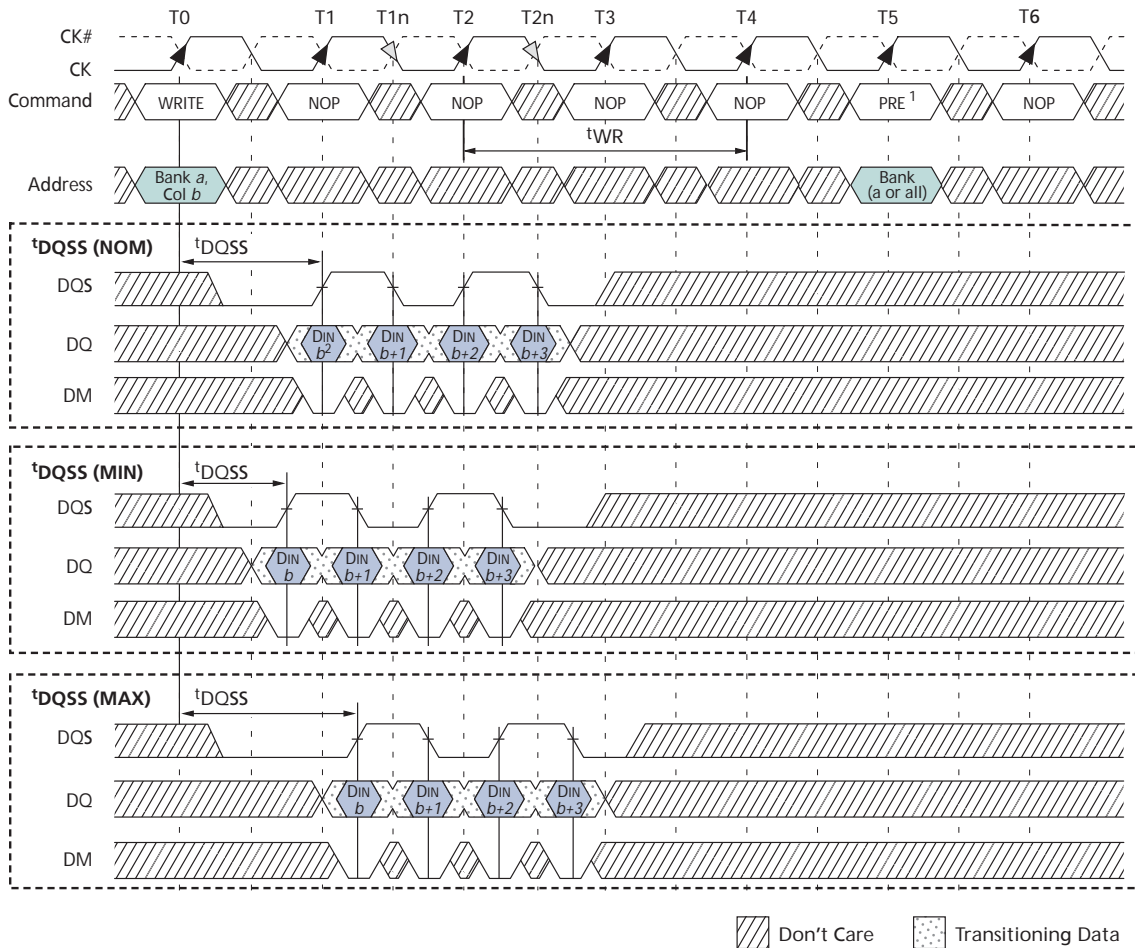 T0 T1 T1n T2 T2n T3 T4 T5 T6
CK#
CK
Command WRITE NOP NOP NOP NOP PRE 1 NOP
tWR
Address Bank a, Col b Bank (a or all)
tDQSS (NOM) tDQSS
DQS
DQ DIN b2 DIN b+1 DIN b+2 DIN b+3
DM
tDQSS (MIN) tDQSS
DQS
DQ DIN b DIN b+1 DIN b+2 DIN b+3
DM
tDQSS (MAX) tDQSS
DQS
DQ DIN b DIN b+1 DIN b+2 DIN b+3
DM
Don't Care Transitioning Data